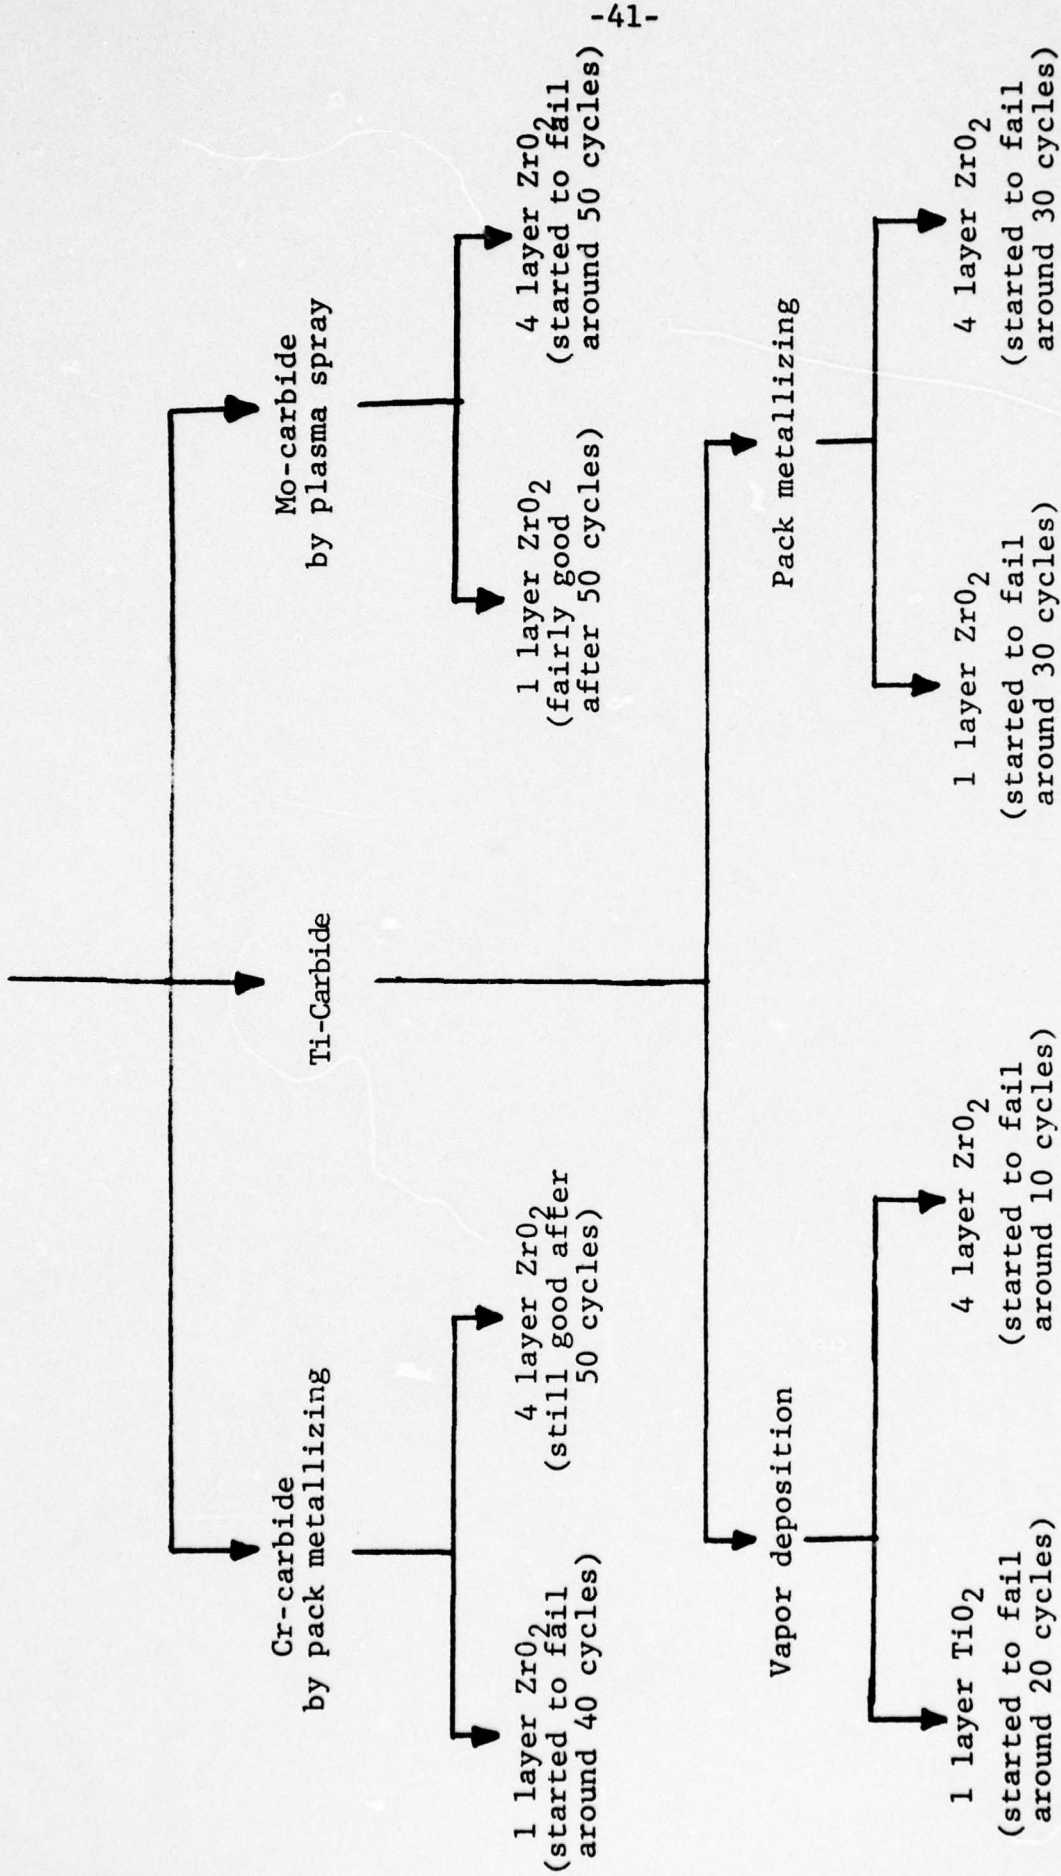 -41-
Cr-carbide
by pack metallizing
Ti-Carbide
Mo-carbide
by plasma spray
1 layer ZrO2
(started to fail
around 40 cycles)
4 layer ZrO2
(still good after
50 cycles)
1 layer ZrO2
(fairly good
after 50 cycles)
4 layer ZrO2
(started to fail
around 50 cycles)
Vapor deposition
Pack metallizing
1 layer TiO2
(started to fail
around 20 cycles)
4 layer ZrO2
(started to fail
around 10 cycles)
1 layer ZrO2
(started to fail
around 30 cycles)
4 layer ZrO2
(started to fail
around 30 cycles)